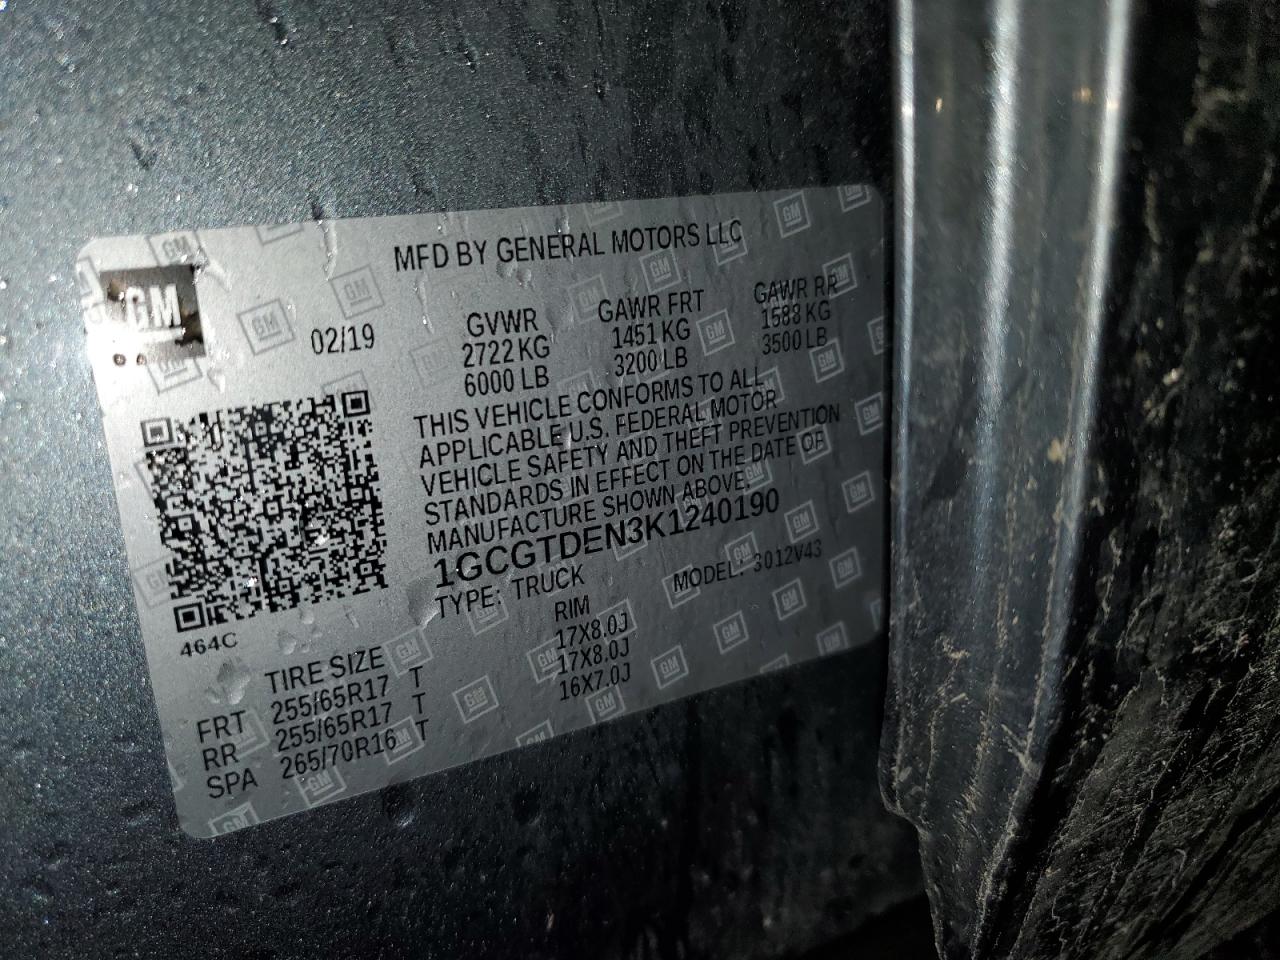 MFD BY GENERAL MOTORS LLC
GM
02/19
GVWR GAWR FRT GAWR RR
2722 KG 1451 KG 1588 KG
6000 LB 3200 LB 3500 LB
THIS VEHICLE CONFORMS TO ALL
APPLICABLE U.S. FEDERAL MOTOR
VEHICLE SAFETY AND THEFT PREVENTION
STANDARDS IN EFFECT ON THE DATE OF
MANUFACTURE SHOWN ABOVE.
1GCGTDEN3K1240190
TYPE: TRUCK MODEL: 3012V43
464C
TIRE SIZE RIM
FRT 255/65R17 T 17X8.0J
RR 255/65R17 T 17X8.0J
SPA 265/70R16 T 16X7.0J